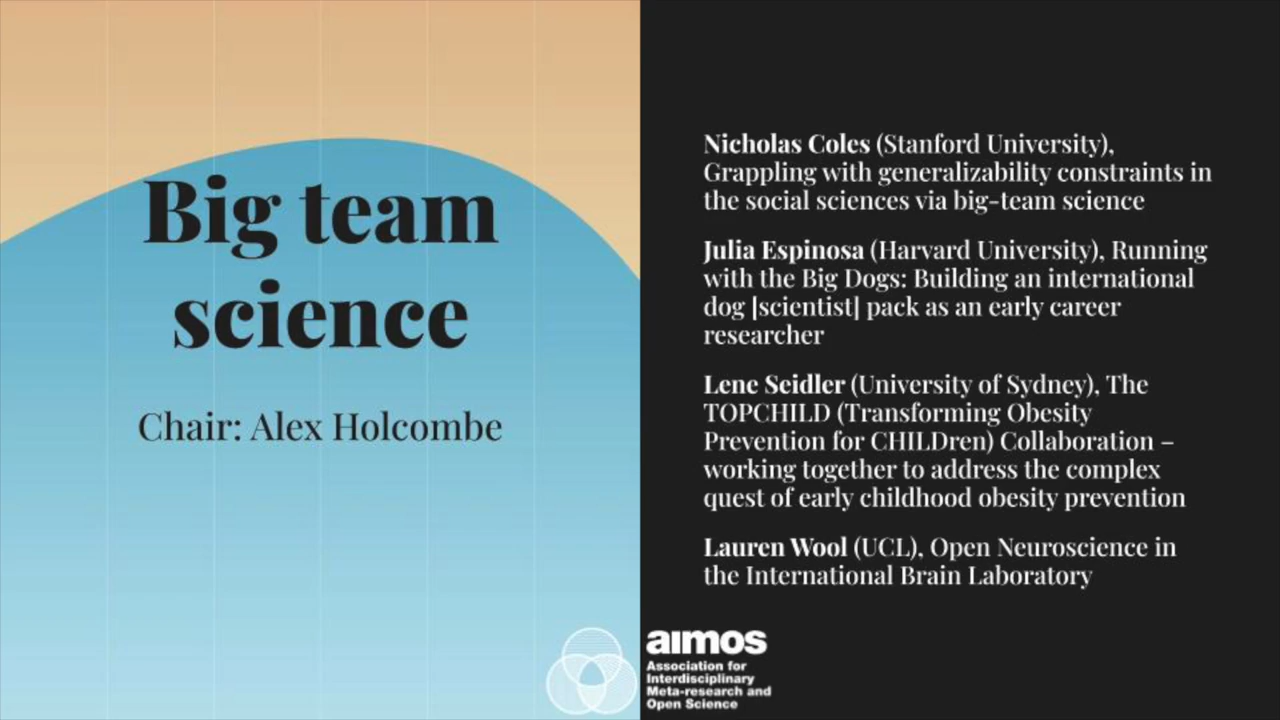 Big team
science
Chair: Alex Holcombe
Nicholas Coles (Stanford University),
Grappling with generalizability constraints in
the social sciences via big-team science
Julia Espinosa (Harvard University), Running
with the Big Dogs: Building an international
dog [scientist] pack as an early career
researcher
Lene Seidler (University of Sydney), The
TOPCHILD (Transforming Obesity
Prevention for CHILDren) Collaboration –
working together to address the complex
quest of early childhood obesity prevention
Lauren Wool (UCL), Open Neuroscience in
the International Brain Laboratory
aimos
Association for
Interdisciplinary
Meta-research and
Open Science